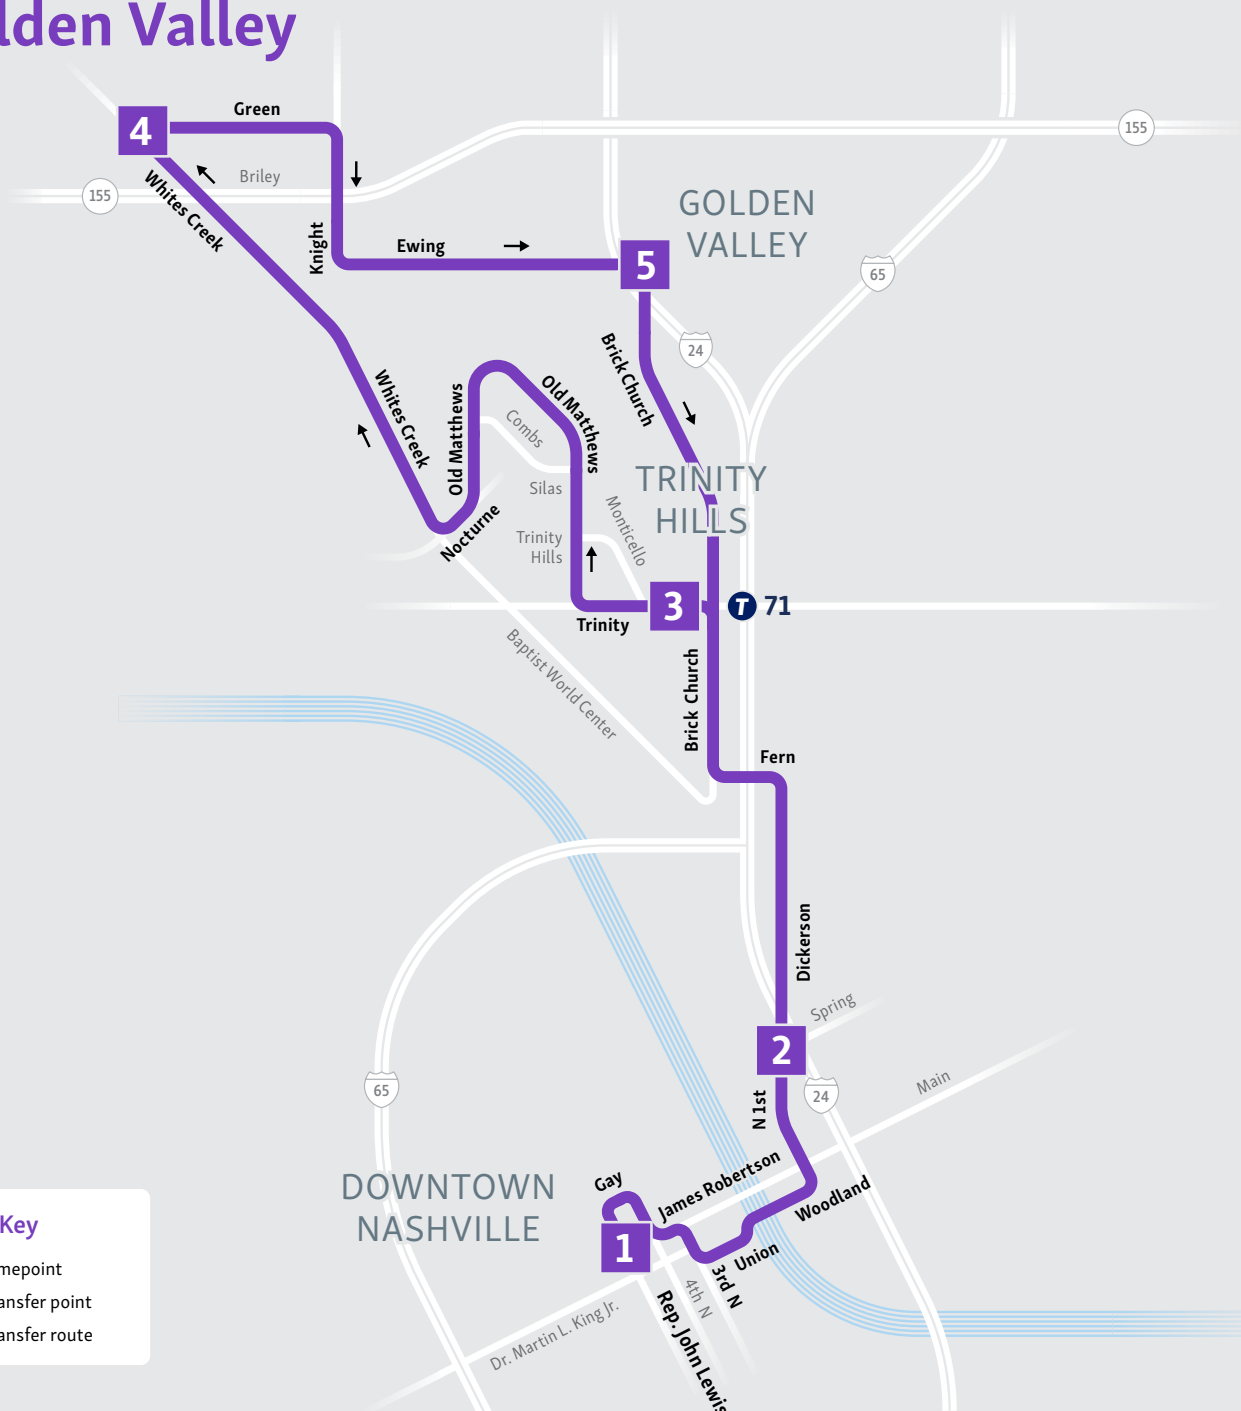 lden Valley
4
Green
155
Briley
155
Whites Creek
Knight
Ewing
GOLDEN
VALLEY
5
65
24
Brick Church
Whites Creek
Old Matthews
Old Matthews
Combs
TRINITY
HILLS
Silas
Monticello
Nocturne
Trinity
Hills
3
T 71
Trinity
Baptist World Center
Brick Church
Fern
Dickerson
Spring
2
65
N 1st
24
Main
DOWNTOWN
NASHVILLE
Gay
James Robertson
Woodland
1
Union
3rd N
4th N
Rep. John Lewis
Dr. Martin L. King Jr.
Key
mepoint
ansfer point
ansfer route